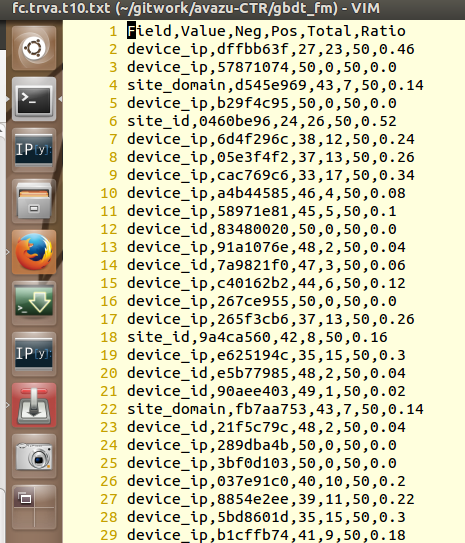 fc.trva.t10.txt (~/gitwork/avazu-CTR/gbdt_fm) - VIM
1 Field,Value,Neg,Pos,Total,Ratio
2 device_ip,dffbb63f,27,23,50,0.46
3 device_ip,57871074,50,0,50,0.0
4 site_domain,d545e969,43,7,50,0.14
5 device_ip,b29f4c95,50,0,50,0.0
6 site_id,0460be96,24,26,50,0.52
7 device_ip,6d4f296c,38,12,50,0.24
8 device_ip,05e3f4f2,37,13,50,0.26
9 device_ip,cac769c6,33,17,50,0.34
10 device_ip,a4b44585,46,4,50,0.08
11 device_ip,58971e81,45,5,50,0.1
12 device_id,83480020,50,0,50,0.0
13 device_ip,91a1076e,48,2,50,0.04
14 device_id,7a9821f0,47,3,50,0.06
15 device_ip,c40162b2,44,6,50,0.12
16 device_ip,267ce955,50,0,50,0.0
17 device_ip,265f3cb6,37,13,50,0.26
18 site_id,9a4ca560,42,8,50,0.16
19 device_ip,e625194c,35,15,50,0.3
20 device_id,e5b77985,48,2,50,0.04
21 device_id,90aee403,49,1,50,0.02
22 site_domain,fb7aa753,43,7,50,0.14
23 device_id,21f5c79c,48,2,50,0.04
24 device_ip,289dba4b,50,0,50,0.0
25 device_ip,3bf0d103,50,0,50,0.0
26 device_ip,037e91c0,40,10,50,0.2
27 device_ip,8854e2ee,39,11,50,0.22
28 device_ip,5bd8601d,35,15,50,0.3
29 device_ip,b1cffb74,41,9,50,0.18
IP[y]:
IP[y]: